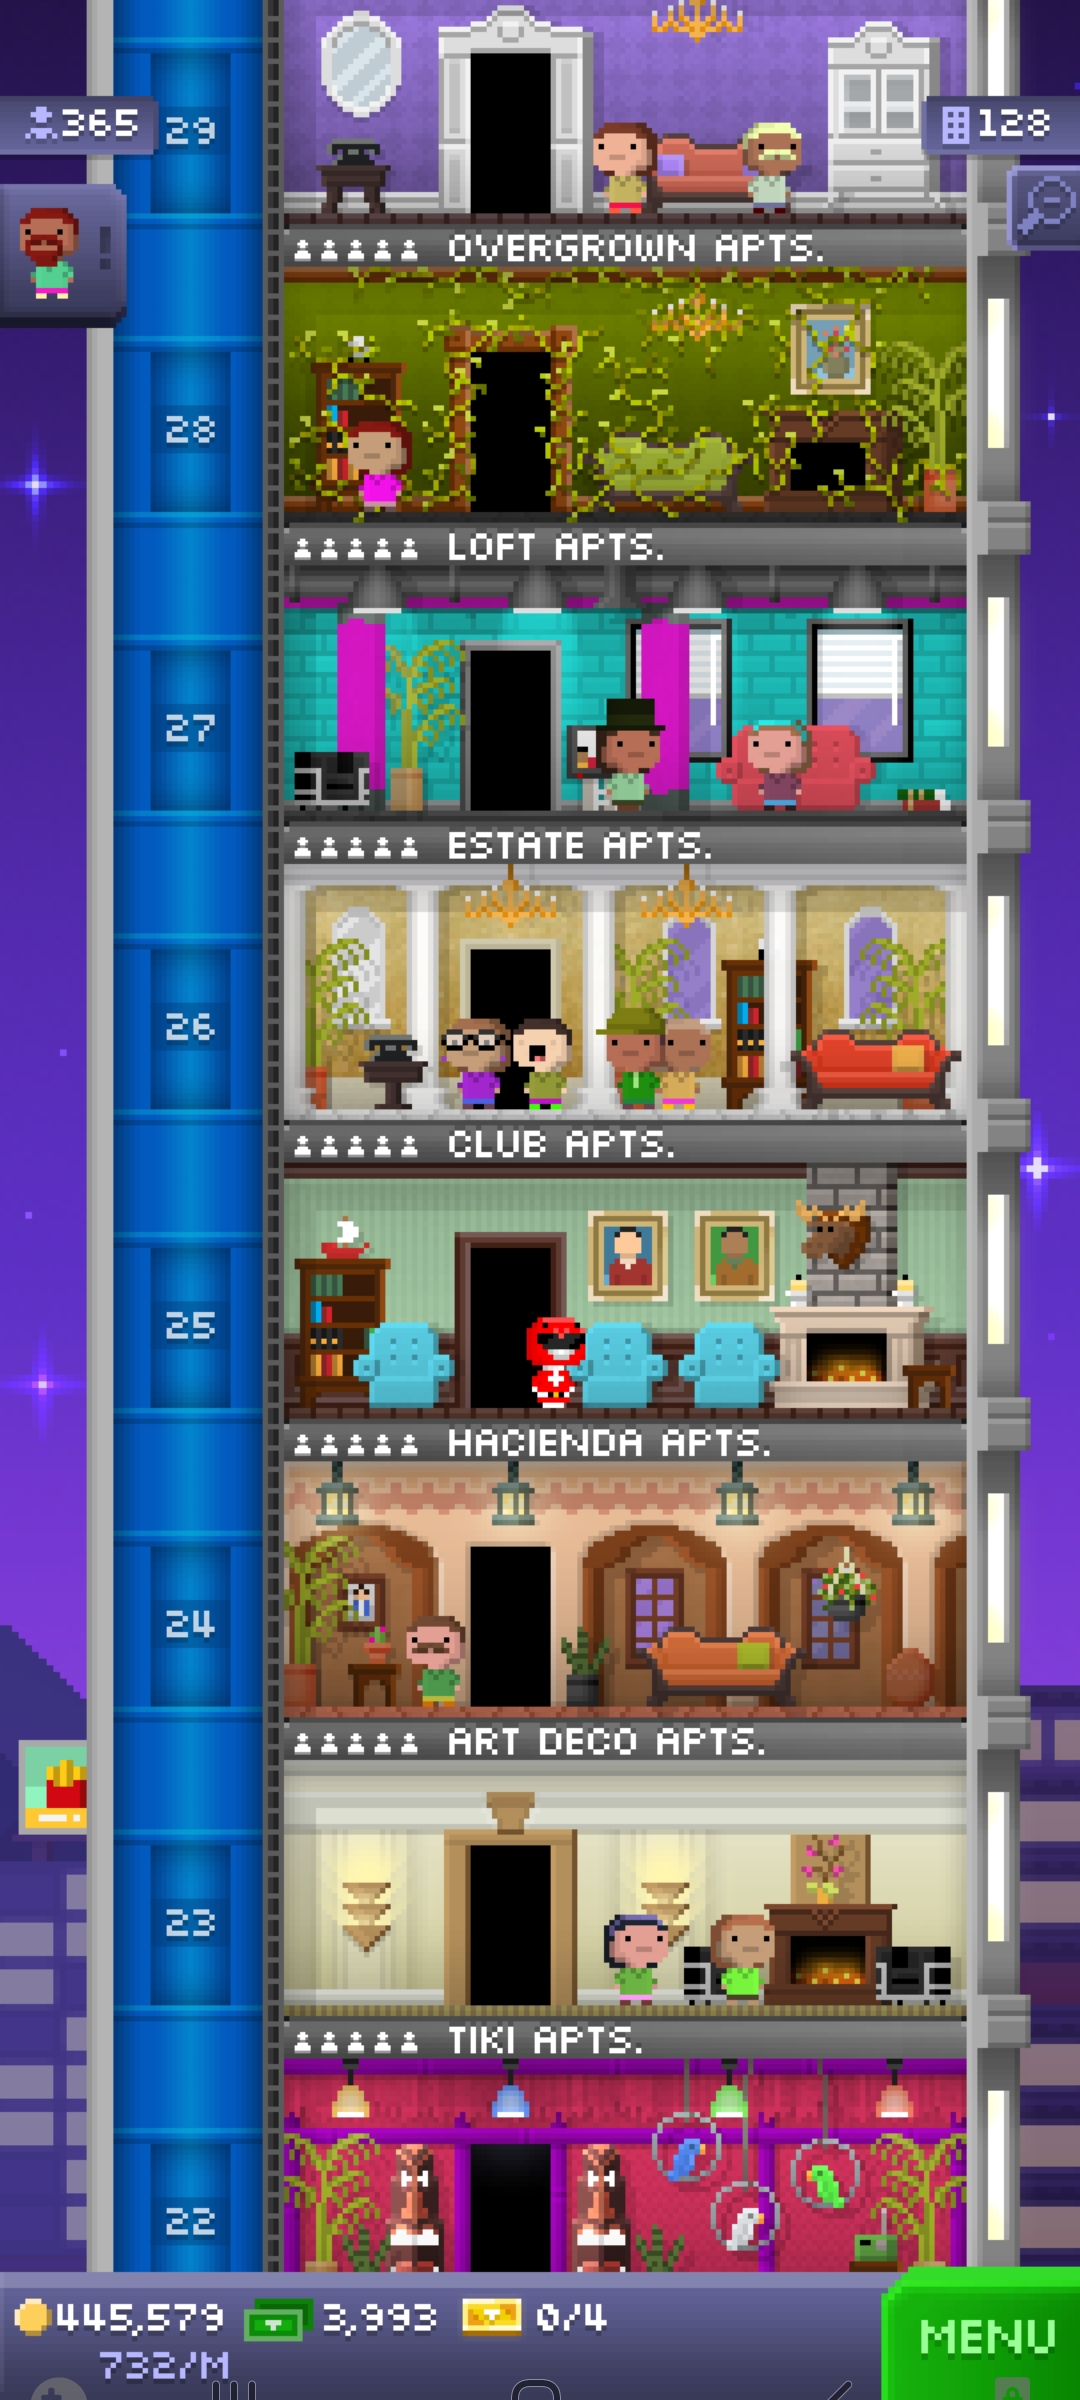 365
29
128
OVERGROWN APTS.
28
LOFT APTS.
27
ESTATE APTS.
26
CLUB APTS.
25
HACIENDA APTS.
24
ART DECO APTS.
23
TIKI APTS.
22
445,579 3,993 0/4
732/M
MENU